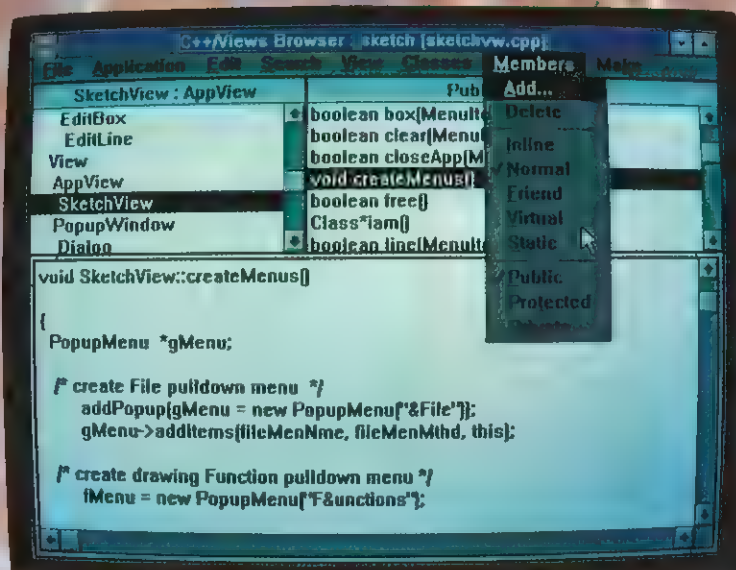 C++/Views Browser : sketch [sketchvw.cpp]
File Application Edit Search View Classes Members Make
SketchView : AppView
Publ
EditBox
EditLine
View
AppView
SketchView
PopupWindow
Dialog
boolean box(MenuIte
boolean clear(MenuI
boolean closeApp(M
void createMenus()
boolean free()
Class*iam()
boolean line(MenuIte
Add...
Delete
Inline
✓Normal
Friend
Virtual
Static
✓Public
Protected
Private
void SketchView::createMenus()
{
PopupMenu *gMenu;
/* create File pulldown menu */
addPopup(gMenu = new PopupMenu("&File"));
gMenu->addItems(fileMenNme, fileMenMthd, this);
/* create drawing Function pulldown menu */
fMenu = new PopupMenu("F&unctions");